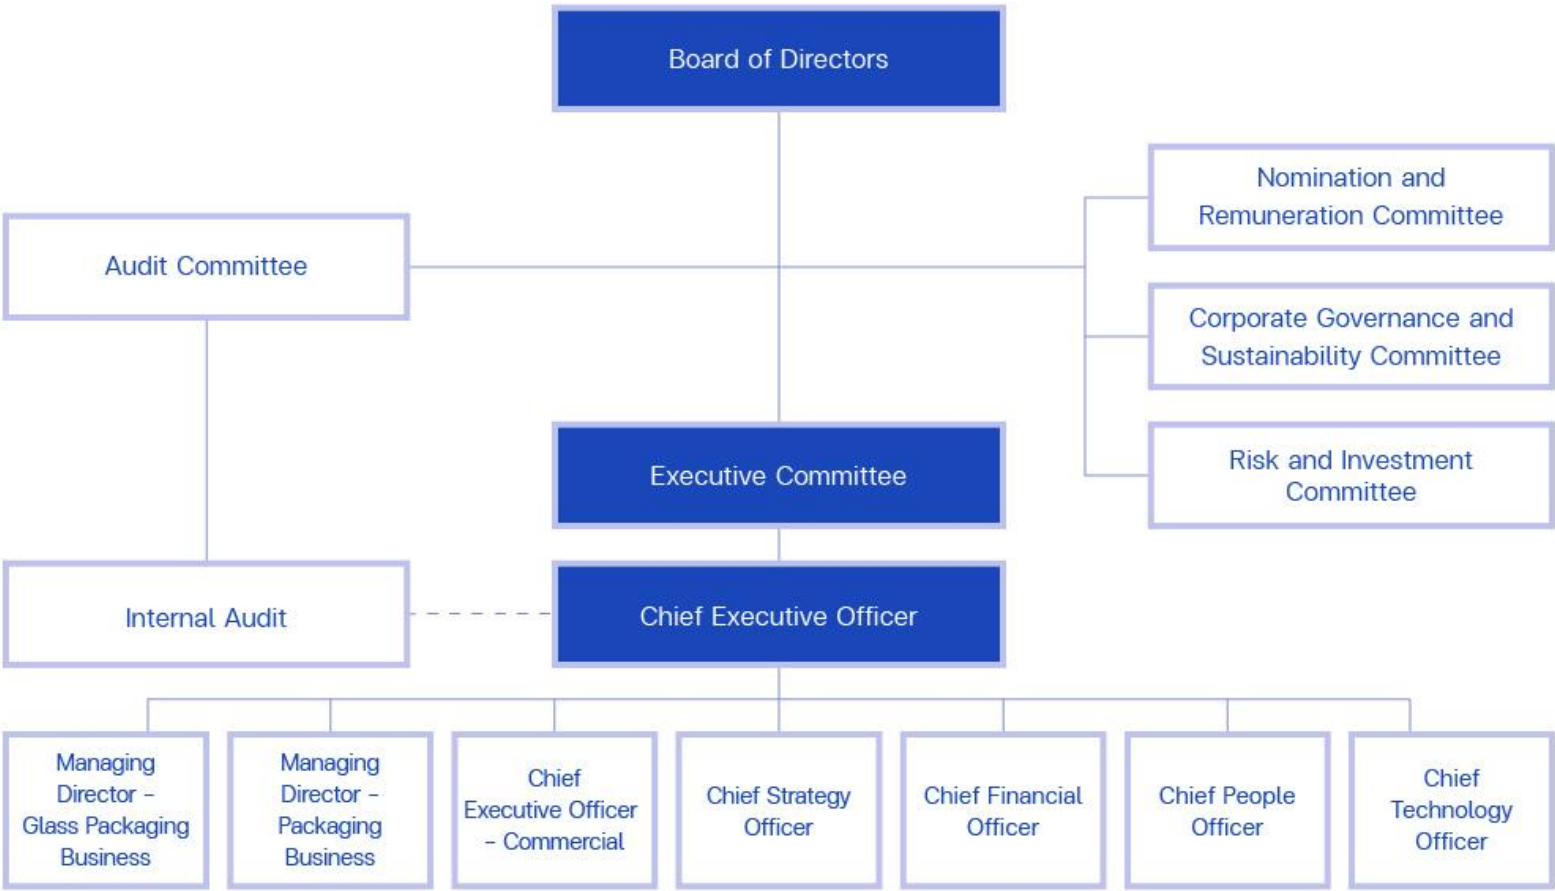 Board of Directors
Nomination and
Remuneration Committee
Audit Committee
Corporate Governance and
Sustainability Committee
Executive Committee
Risk and Investment
Committee
Internal Audit
Chief Executive Officer
Managing
Director –
Glass Packaging
Business
Managing
Director –
Packaging
Business
Chief
Executive Officer
– Commercial
Chief Strategy
Officer
Chief Financial
Officer
Chief People
Officer
Chief
Technology
Officer